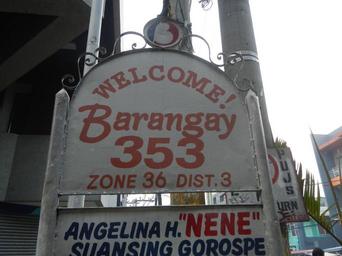 WELCOME!
Barangay
353
ZONE 36 DIST. 3
ANGELINA H. "NENE"
SUANSING GOROSPE